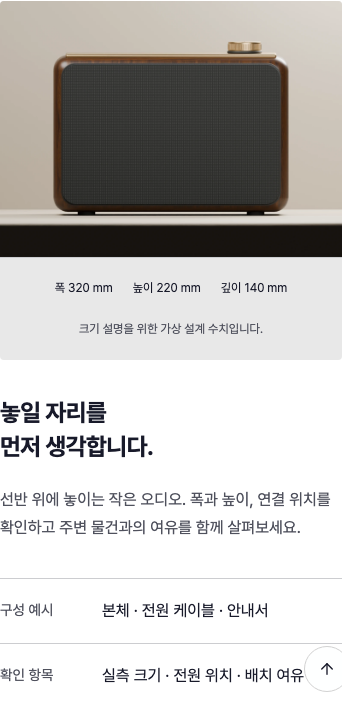 폭 320 mm 높이 220 mm 깊이 140 mm
크기 설명을 위한 가상 설계 수치입니다.
놓일 자리를
먼저 생각합니다.
선반 위에 놓이는 작은 오디오. 폭과 높이, 연결 위치를
확인하고 주변 물건과의 여유를 함께 살펴보세요.
구성 예시 본체 · 전원 케이블 · 안내서
확인 항목 실측 크기 · 전원 위치 · 배치 여유